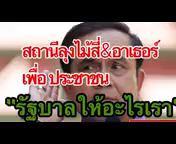 สถานีลุงไม้สี่&อาเธอร์
เพื่อ ประชาชน
"รัฐบาลให้อะไรเรา"